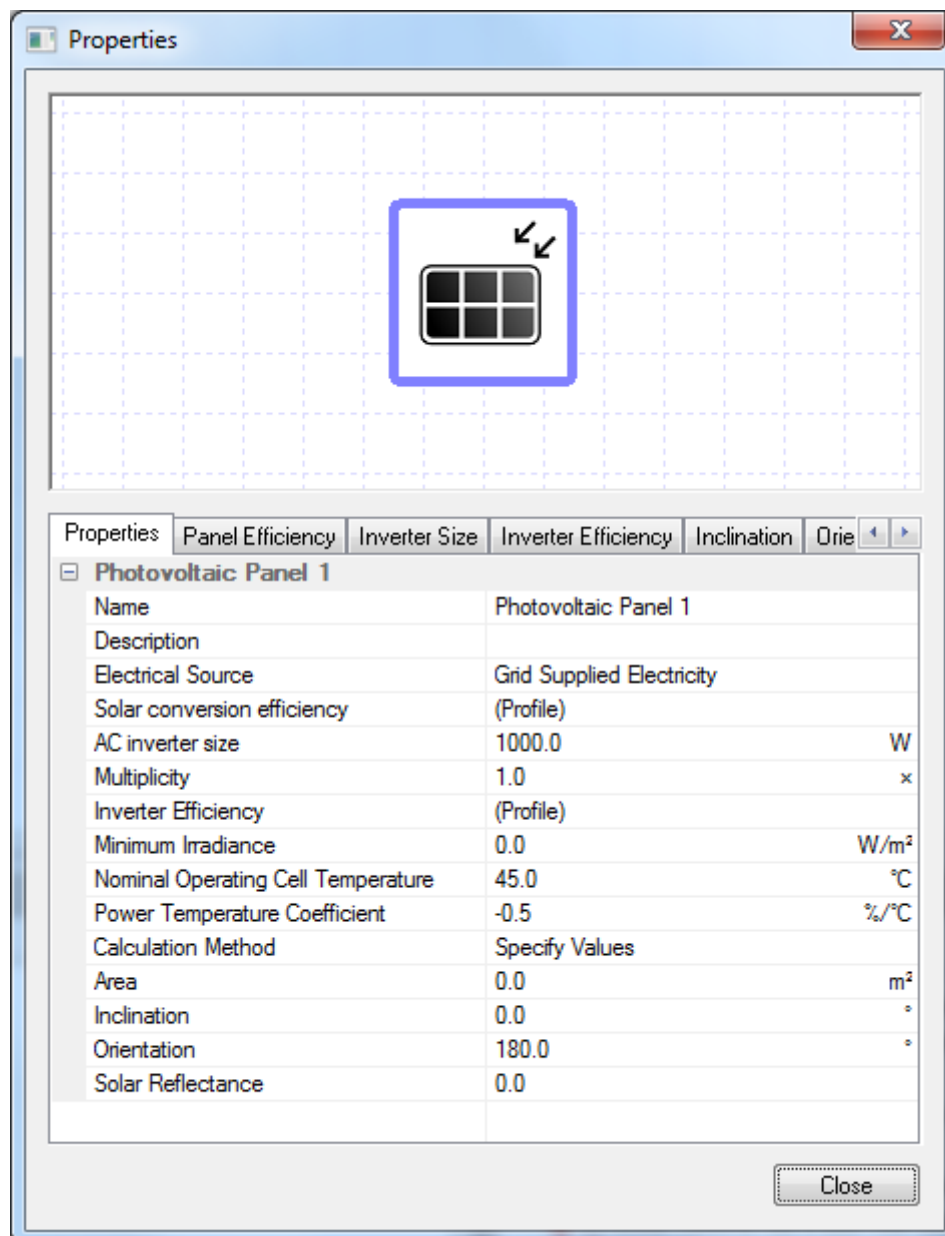 Properties
Properties Panel Efficiency Inverter Size Inverter Efficiency Inclination Orie
Photovoltaic Panel 1
Name Photovoltaic Panel 1
Description
Electrical Source Grid Supplied Electricity
Solar conversion efficiency (Profile)
AC inverter size 1000.0 W
Multiplicity 1.0 ×
Inverter Efficiency (Profile)
Minimum Irradiance 0.0 W/m²
Nominal Operating Cell Temperature 45.0 °C
Power Temperature Coefficient -0.5 %/°C
Calculation Method Specify Values
Area 0.0 m²
Inclination 0.0 °
Orientation 180.0 °
Solar Reflectance 0.0
Close